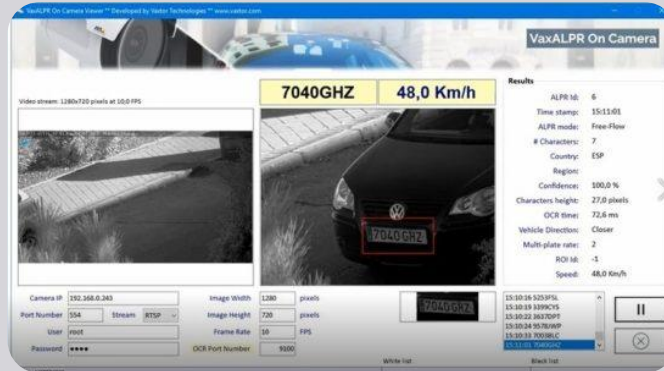 VaxALPR On Camera Viewer ™ Developed by Vaxtor Technologies ™ www.vaxtor.com
VaxALPR On Camera
Video stream: 1280x720 pixels at 10,0 FPS
7040GHZ
48,0 Km/h
7040 GHZ
Results
ALPR Id: 6
Time stamp: 15:11:01
ALPR mode: Free-Flow
# Characters: 7
Country: ESP
Region:
Confidence: 100,0 %
Characters height: 27,0 pixels
OCR time: 72,6 ms
Vehicle Direction: Closer
Multi-plate rate: 2
ROI Id: -1
Speed: 48,0 Km/h
Camera IP 192.168.0.243
Port Number 554 Stream RTSP
User root
Password ****
Image Width 1280 pixels
Image Height 720 pixels
Frame Rate 10 FPS
OCR Port Number 9100
7040 GHZ
15:10:16 5253FSL
15:10:19 3399CYS
15:10:22 3637DPT
15:10:24 9578JWP
15:10:33 7003BLC
15:11:01 7040GHZ
White list
Black list